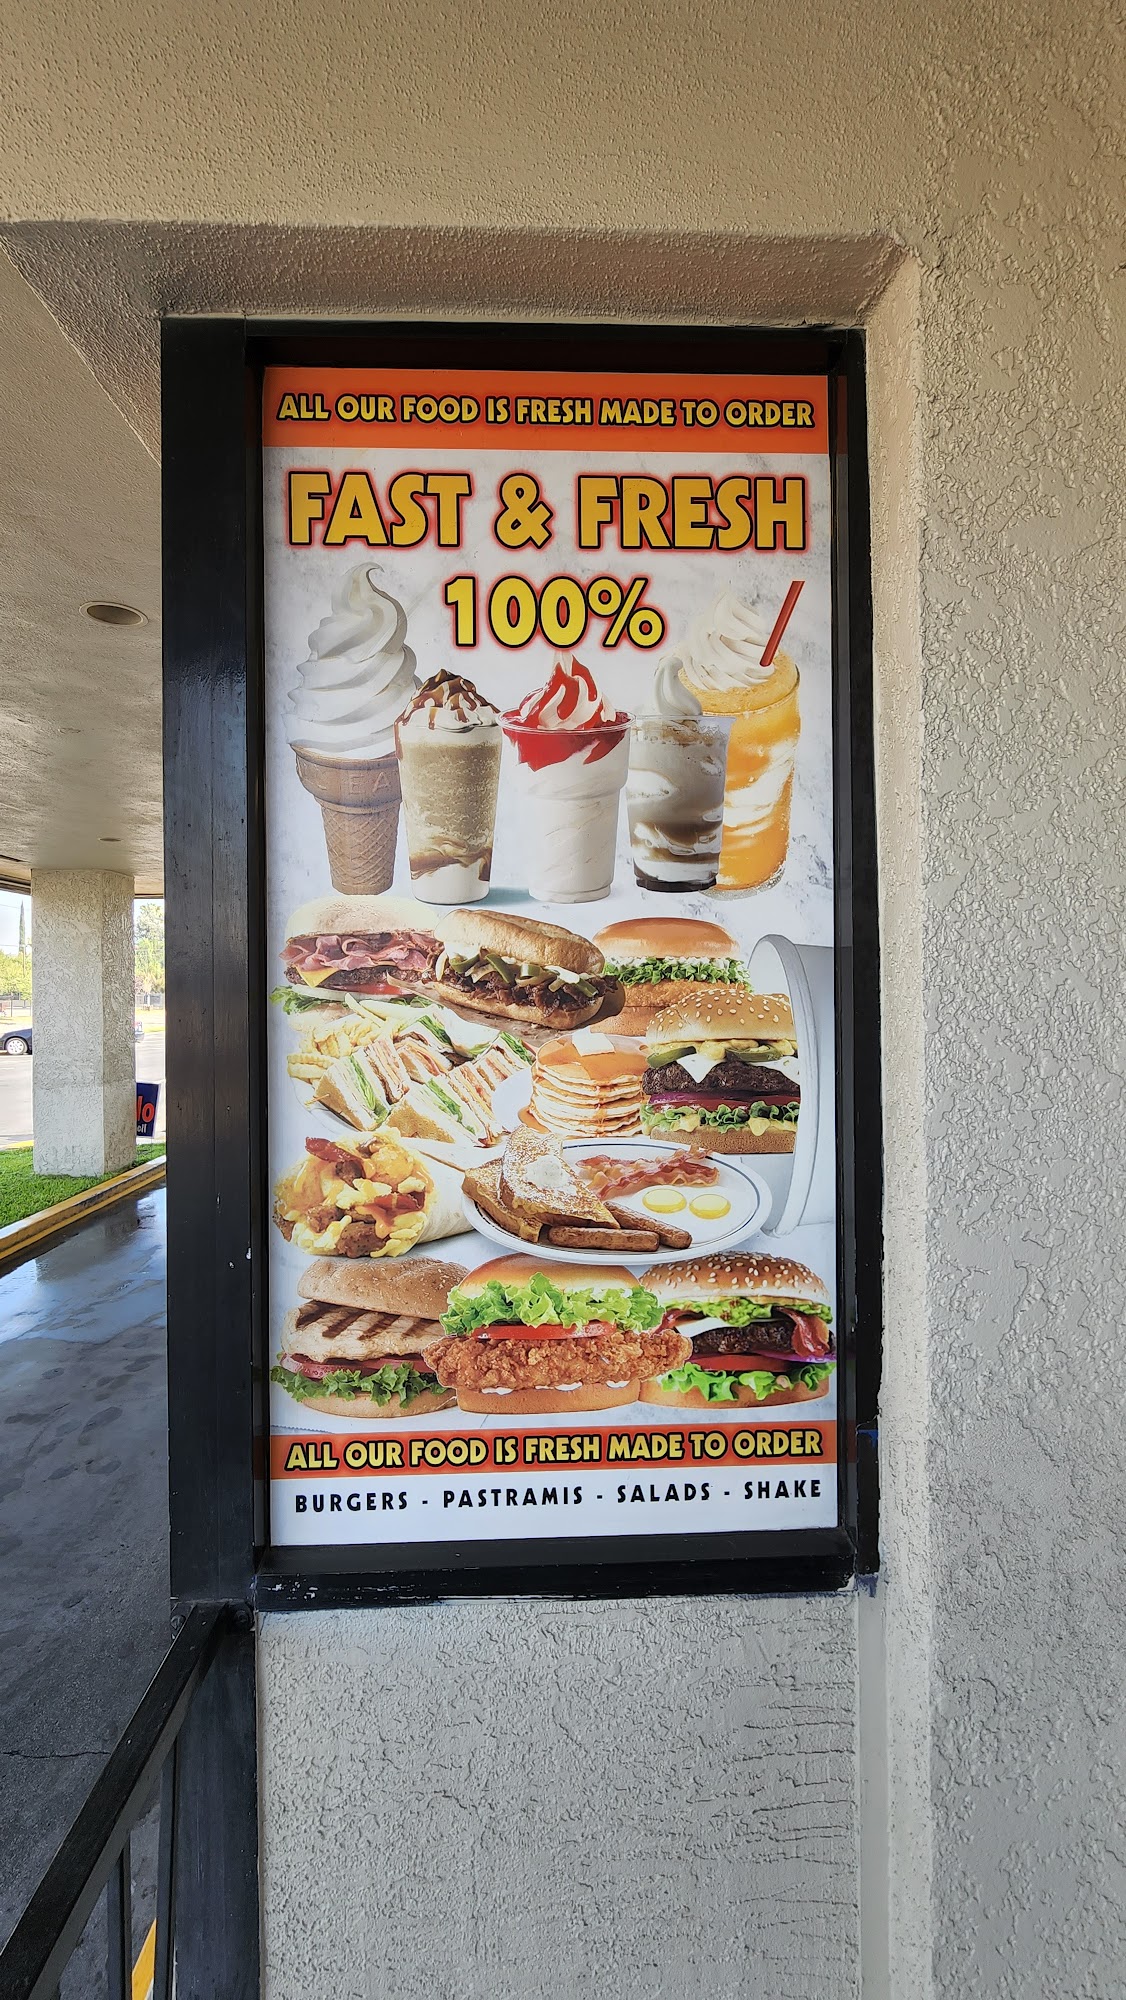 ALL OUR FOOD IS FRESH MADE TO ORDER
FAST & FRESH
100%
ALL OUR FOOD IS FRESH MADE TO ORDER
BURGERS - PASTRAMIS - SALADS - SHAKE